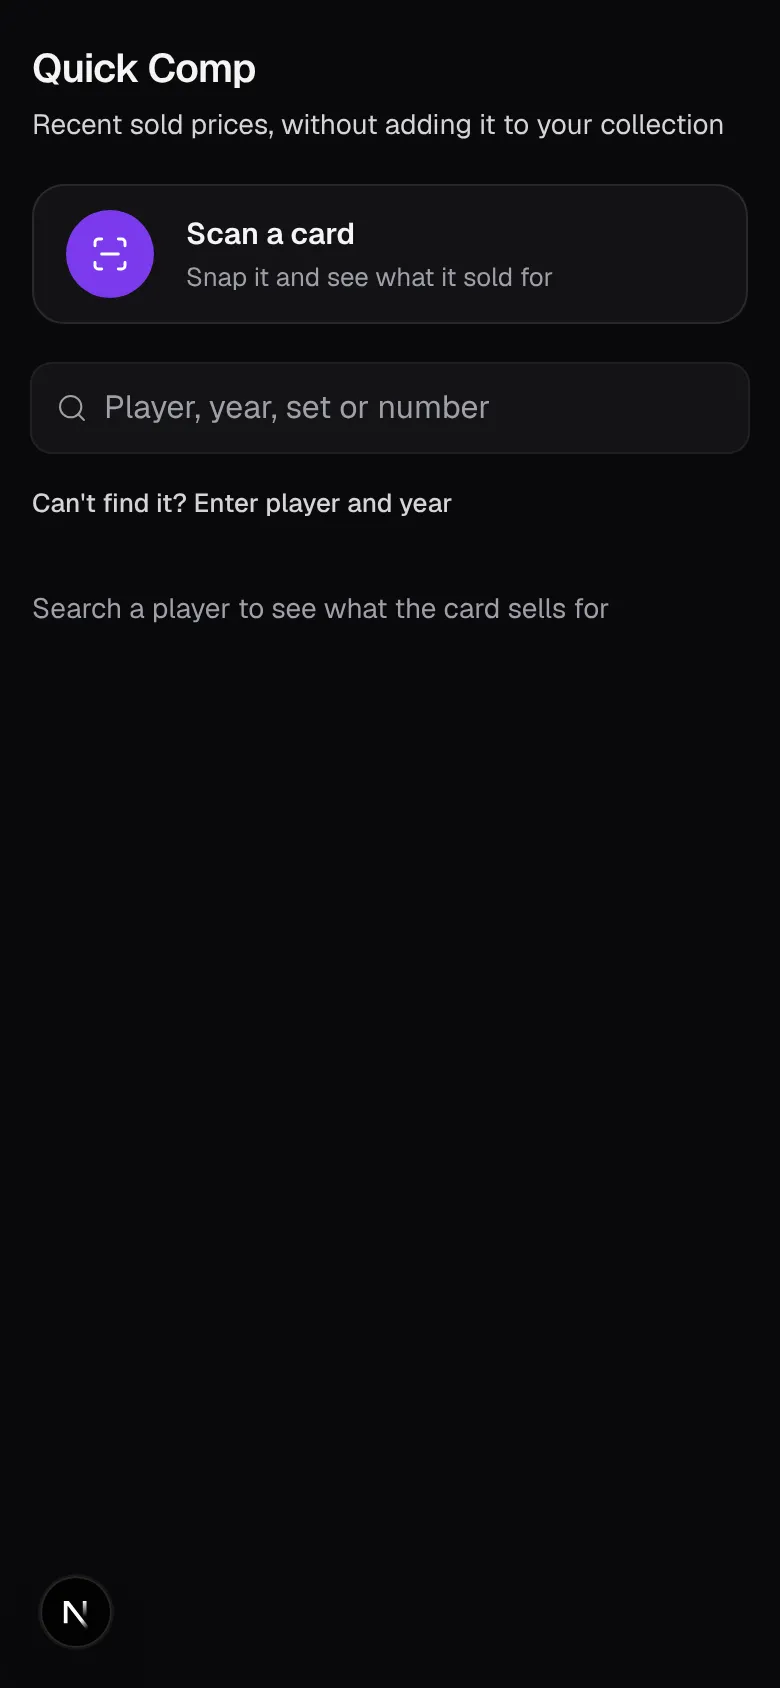 Quick Comp
Recent sold prices, without adding it to your collection
Scan a card
Snap it and see what it sold for
Player, year, set or number
Can't find it? Enter player and year
Search a player to see what the card sells for
N